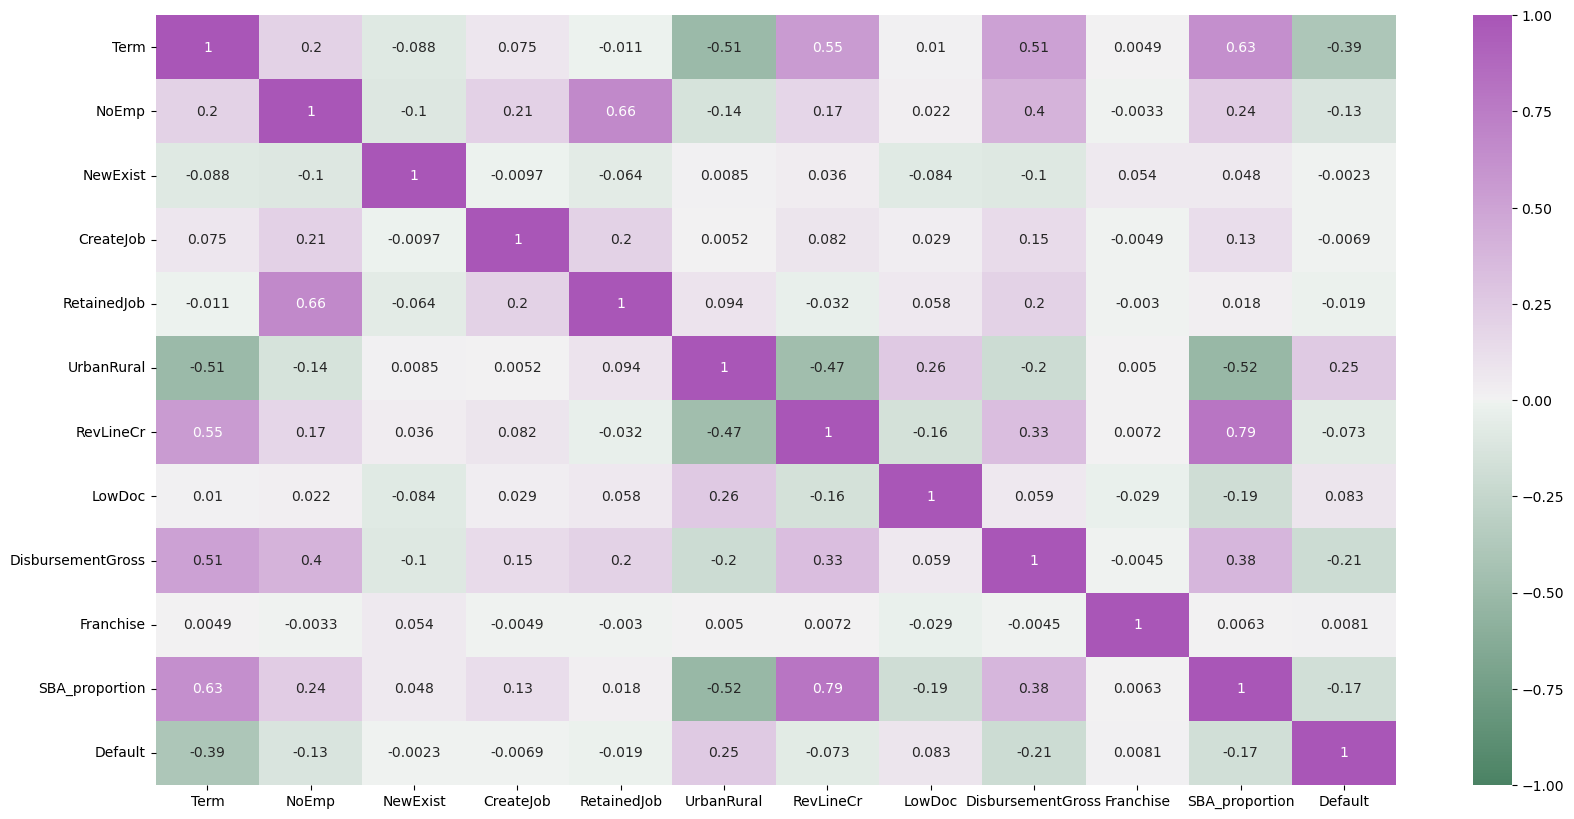 Term 1 0.2 -0.088 0.075 -0.011 -0.51 0.55 0.01 0.51 0.0049 0.63 -0.39
NoEmp 0.2 1 -0.1 0.21 0.66 -0.14 0.17 0.022 0.4 -0.0033 0.24 -0.13
NewExist -0.088 -0.1 1 -0.0097 -0.064 0.0085 0.036 -0.084 -0.1 0.054 0.048 -0.0023
CreateJob 0.075 0.21 -0.0097 1 0.2 0.0052 0.082 0.029 0.15 -0.0049 0.13 -0.0069
RetainedJob -0.011 0.66 -0.064 0.2 1 0.094 -0.032 0.058 0.2 -0.003 0.018 -0.019
UrbanRural -0.51 -0.14 0.0085 0.0052 0.094 1 -0.47 0.26 -0.2 0.005 -0.52 0.25
RevLineCr 0.55 0.17 0.036 0.082 -0.032 -0.47 1 -0.16 0.33 0.0072 0.79 -0.073
LowDoc 0.01 0.022 -0.084 0.029 0.058 0.26 -0.16 1 0.059 -0.029 -0.19 0.083
DisbursementGross 0.51 0.4 -0.1 0.15 0.2 -0.2 0.33 0.059 1 -0.0045 0.38 -0.21
Franchise 0.0049 -0.0033 0.054 -0.0049 -0.003 0.005 0.0072 -0.029 -0.0045 1 0.0063 0.0081
SBA_proportion 0.63 0.24 0.048 0.13 0.018 -0.52 0.79 -0.19 0.38 0.0063 1 -0.17
Default -0.39 -0.13 -0.0023 -0.0069 -0.019 0.25 -0.073 0.083 -0.21 0.0081 -0.17 1
Term NoEmp NewExist CreateJob RetainedJob UrbanRural RevLineCr LowDoc DisbursementGross Franchise SBA_proportion Default
1.00
0.75
0.50
0.25
0.00
−0.25
−0.50
−0.75
−1.00